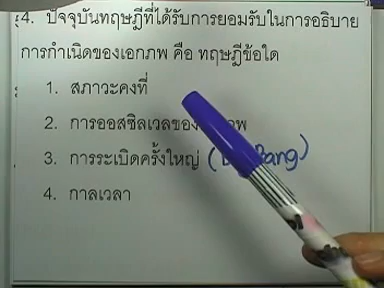 4. ปัจจุบันทฤษฎีที่ได้รับการยอมรับในการอธิบาย
การกำเนิดของเอกภพ คือ ทฤษฎีข้อใด
1. สภาวะคงที่
2. การออสซิลเวลของ
3. การระเบิดครั้งใหญ่ ( Bang)
4. กาลเวลา